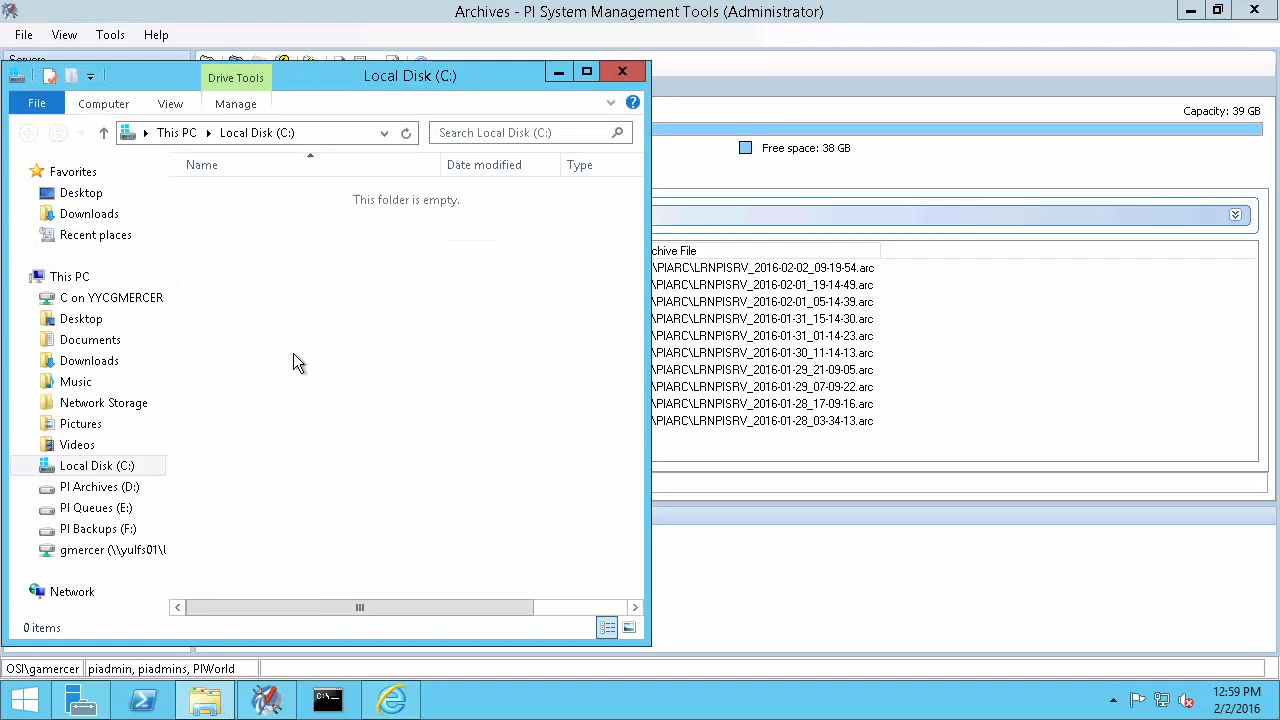 Archives - PI System Management Tools (Administrator)
File View Tools Help
Drive Tools
Local Disk (C:)
File Computer View Manage
This PC Local Disk (C:)
Search Local Disk (C:)
Capacity: 39 GB
Free space: 38 GB
Name Date modified Type
This folder is empty.
Favorites
Desktop
Downloads
Recent places
This PC
C on YYCGMERCER
Desktop
Documents
Downloads
Music
Network Storage
Pictures
Videos
Local Disk (C:)
PI Archives (D:)
PI Queues (E:)
PI Backups (F:)
gmercer (\\yulfs01\
Network
0 items
chive File
\PIARC\LRNPISRV_2016-02-02_09-19-54.arc
\PIARC\LRNPISRV_2016-02-01_19-14-49.arc
\PIARC\LRNPISRV_2016-02-01_05-14-39.arc
\PIARC\LRNPISRV_2016-01-31_15-14-30.arc
\PIARC\LRNPISRV_2016-01-31_01-14-23.arc
\PIARC\LRNPISRV_2016-01-30_11-14-13.arc
\PIARC\LRNPISRV_2016-01-29_21-09-05.arc
\PIARC\LRNPISRV_2016-01-29_07-09-22.arc
\PIARC\LRNPISRV_2016-01-28_17-09-16.arc
\PIARC\LRNPISRV_2016-01-28_03-34-13.arc
OSI\gamercer piadmin, piadmins, PIWorld
12:59 PM
2/2/2016